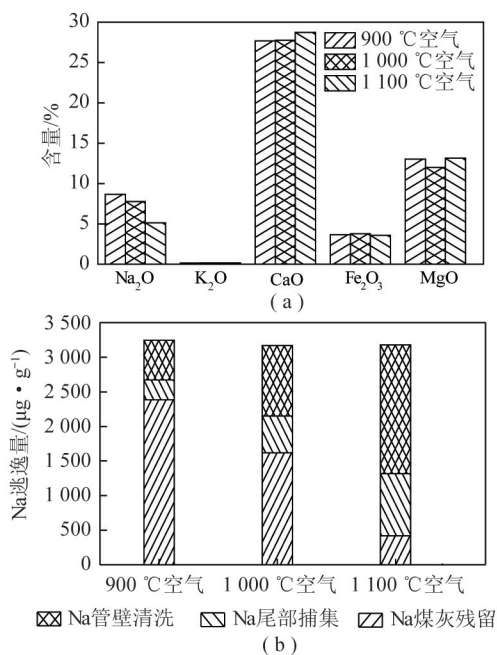 30
25
20
15
10
5
0
含量/%
900 ℃空气
1 000 ℃空气
1 100 ℃空气
Na₂O K₂O CaO Fe₂O₃ MgO
( a )
3 500
3 000
2 500
2 000
1 500
1 000
500
0
Na逃逸量/(μg·g⁻¹)
900 ℃空气 1 000 ℃空气 1 100 ℃空气
Na管壁清洗 Na尾部捕集 Na煤灰残留
( b )